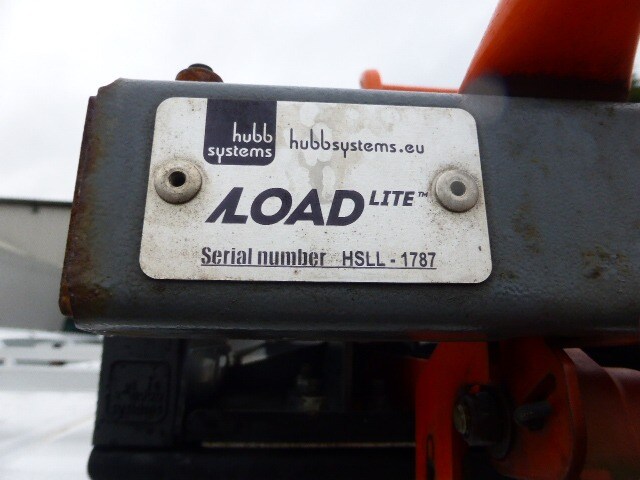 hubb
systems
hubbsystems.eu
LOAD LITE™
Serial number HSLL - 1787